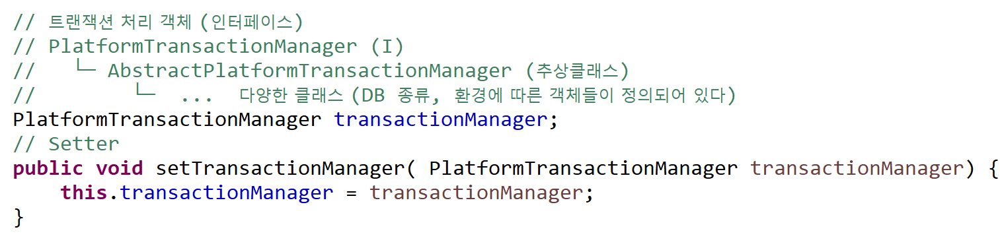 // 트랜잭션 처리 객체 (인터페이스)
// PlatformTransactionManager (I)
//   └─ AbstractPlatformTransactionManager (추상클래스)
//        └─  ...  다양한 클래스 (DB 종류, 환경에 따른 객체들이 정의되어 있다)
PlatformTransactionManager transactionManager;
// Setter
public void setTransactionManager( PlatformTransactionManager transactionManager) {
    this.transactionManager = transactionManager;
}